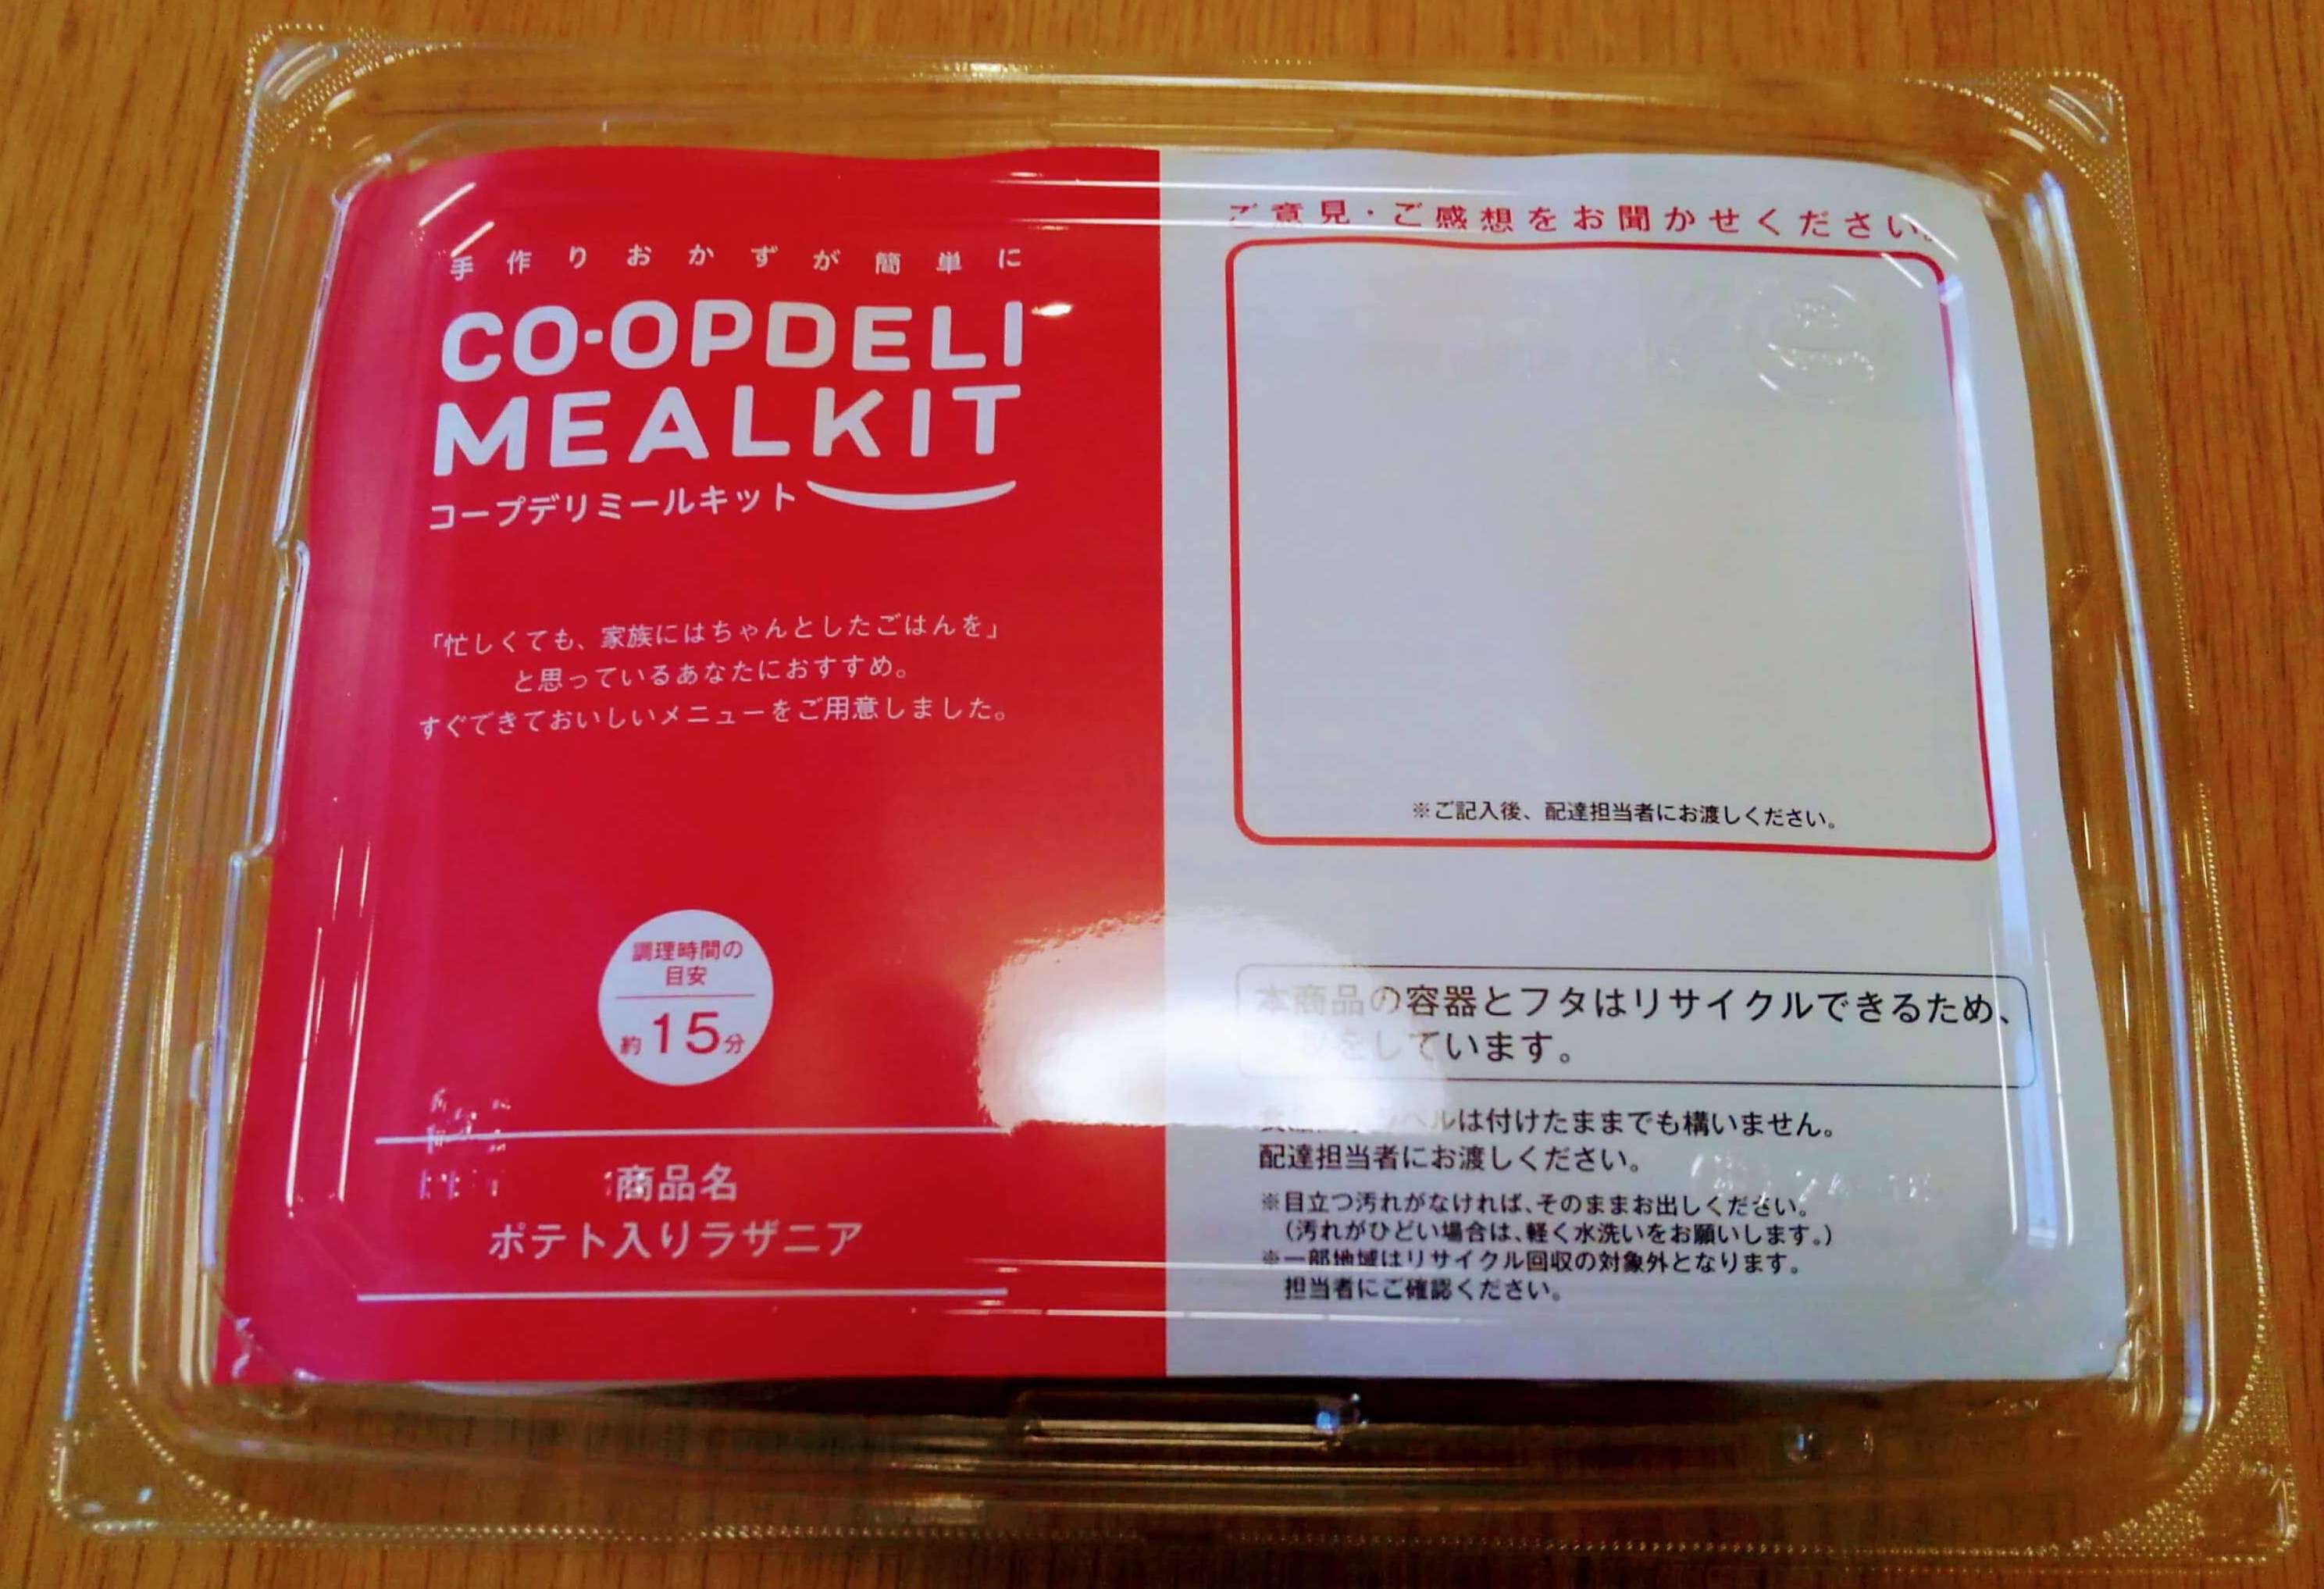 手作りおかずが簡単に
CO·OPDELI
MEALKIT
コープデリミールキット
「忙しくても、家族にはちゃんとしたごはんを」
と思っているあなたにおすすめ。
すぐできておいしいメニューをご用意しました。
調理時間の
目安
約15分
商品名
ポテト入りラザニア
ご意見・ご感想をお聞かせください。
※ご記入後、配達担当者にお渡しください。
本商品の容器とフタはリサイクルできるため、
をしています。
ラベルは付けたままでも構いません。
配達担当者にお渡しください。
※目立つ汚れがなければ、そのままお出しください。
（汚れがひどい場合は、軽く水洗いをお願いします。）
※一部地域はリサイクル回収の対象外となります。
担当者にご確認ください。